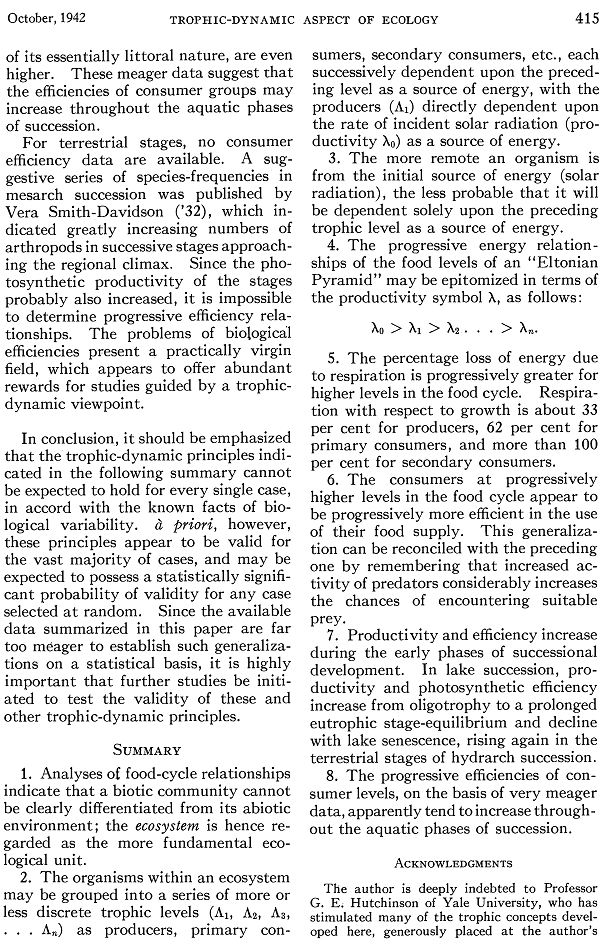 October, 1942
TROPHIC-DYNAMIC ASPECT OF ECOLOGY
415
of its essentially littoral nature, are even
higher. These meager data suggest that
the efficiencies of consumer groups may
increase throughout the aquatic phases
of succession.
For terrestrial stages, no consumer
efficiency data are available. A sug-
gestive series of species-frequencies in
mesarch succession was published by
Vera Smith-Davidson ('32), which in-
dicated greatly increasing numbers of
arthropods in successive stages approach-
ing the regional climax. Since the pho-
tosynthetic productivity of the stages
probably also increased, it is impossible
to determine progressive efficiency rela-
tionships. The problems of biological
efficiencies present a practically virgin
field, which appears to offer abundant
rewards for studies guided by a trophic-
dynamic viewpoint.
In conclusion, it should be emphasized
that the trophic-dynamic principles indi-
cated in the following summary cannot
be expected to hold for every single case,
in accord with the known facts of bio-
logical variability. à priori, however,
these principles appear to be valid for
the vast majority of cases, and may be
expected to possess a statistically signifi-
cant probability of validity for any case
selected at random. Since the available
data summarized in this paper are far
too meager to establish such generaliza-
tions on a statistical basis, it is highly
important that further studies be initi-
ated to test the validity of these and
other trophic-dynamic principles.
SUMMARY
1. Analyses of food-cycle relationships
indicate that a biotic community cannot
be clearly differentiated from its abiotic
environment; the ecosystem is hence re-
garded as the more fundamental eco-
logical unit.
2. The organisms within an ecosystem
may be grouped into a series of more or
less discrete trophic levels (Λ₁, Λ₂, Λ₃,
. . . Λₙ) as producers, primary con-
sumers, secondary consumers, etc., each
successively dependent upon the preced-
ing level as a source of energy, with the
producers (Λ₁) directly dependent upon
the rate of incident solar radiation (pro-
ductivity λ₀) as a source of energy.
3. The more remote an organism is
from the initial source of energy (solar
radiation), the less probable that it will
be dependent solely upon the preceding
trophic level as a source of energy.
4. The progressive energy relation-
ships of the food levels of an "Eltonian
Pyramid" may be epitomized in terms of
the productivity symbol λ, as follows:
λ₀ > λ₁ > λ₂ . . . > λₙ.
5. The percentage loss of energy due
to respiration is progressively greater for
higher levels in the food cycle. Respira-
tion with respect to growth is about 33
per cent for producers, 62 per cent for
primary consumers, and more than 100
per cent for secondary consumers.
6. The consumers at progressively
higher levels in the food cycle appear to
be progressively more efficient in the use
of their food supply. This generaliza-
tion can be reconciled with the preceding
one by remembering that increased ac-
tivity of predators considerably increases
the chances of encountering suitable
prey.
7. Productivity and efficiency increase
during the early phases of successional
development. In lake succession, pro-
ductivity and photosynthetic efficiency
increase from oligotrophy to a prolonged
eutrophic stage-equilibrium and decline
with lake senescence, rising again in the
terrestrial stages of hydrarch succession.
8. The progressive efficiencies of con-
sumer levels, on the basis of very meager
data, apparently tend to increase through-
out the aquatic phases of succession.
ACKNOWLEDGMENTS
The author is deeply indebted to Professor
G. E. Hutchinson of Yale University, who has
stimulated many of the trophic concepts devel-
oped here, generously placed at the author's